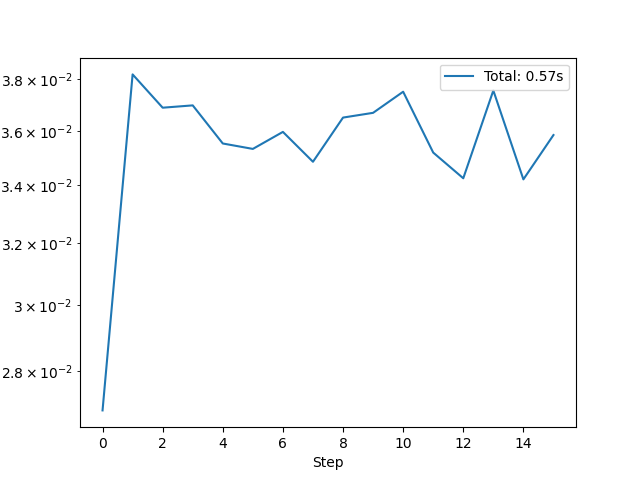 Total: 0.57s
3.8 × 10⁻²
3.6 × 10⁻²
3.4 × 10⁻²
3.2 × 10⁻²
3 × 10⁻²
2.8 × 10⁻²
0 2 4 6 8 10 12 14
Step